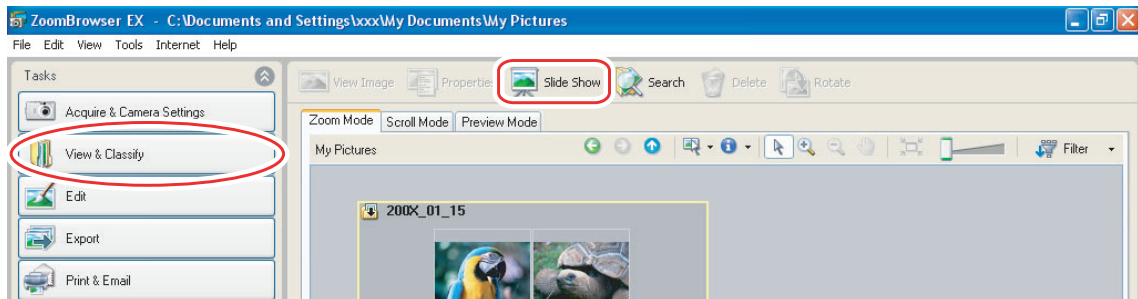 ZoomBrowser EX - C:\Documents and Settings\xxx\My Documents\My Pictures
File Edit View Tools Internet Help
Tasks
View Image Properties Slide Show Search Delete Rotate
Acquire & Camera Settings
Zoom Mode Scroll Mode Preview Mode
View & Classify
My Pictures Filter
Edit
200X_01_15
Export
Print & Email